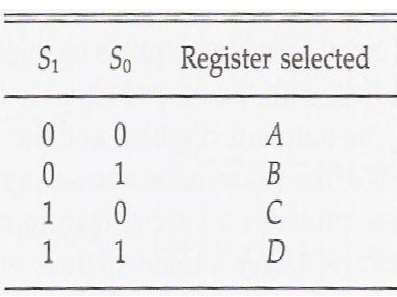 S₁ S₀ Register selected
0 0 A
0 1 B
1 0 C
1 1 D